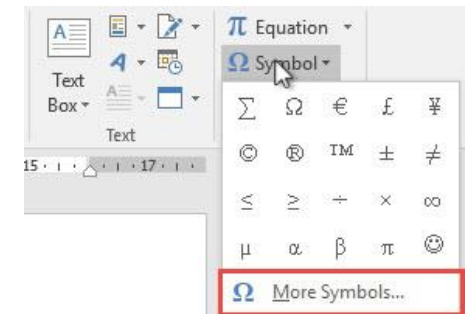 π Equation
Ω Symbol
Text
Box
Text
15 17
∑ Ω € £ ¥
© ® TM ± ≠
≤ ≥ ÷ × ∞
µ α β π ☺
Ω More Symbols...